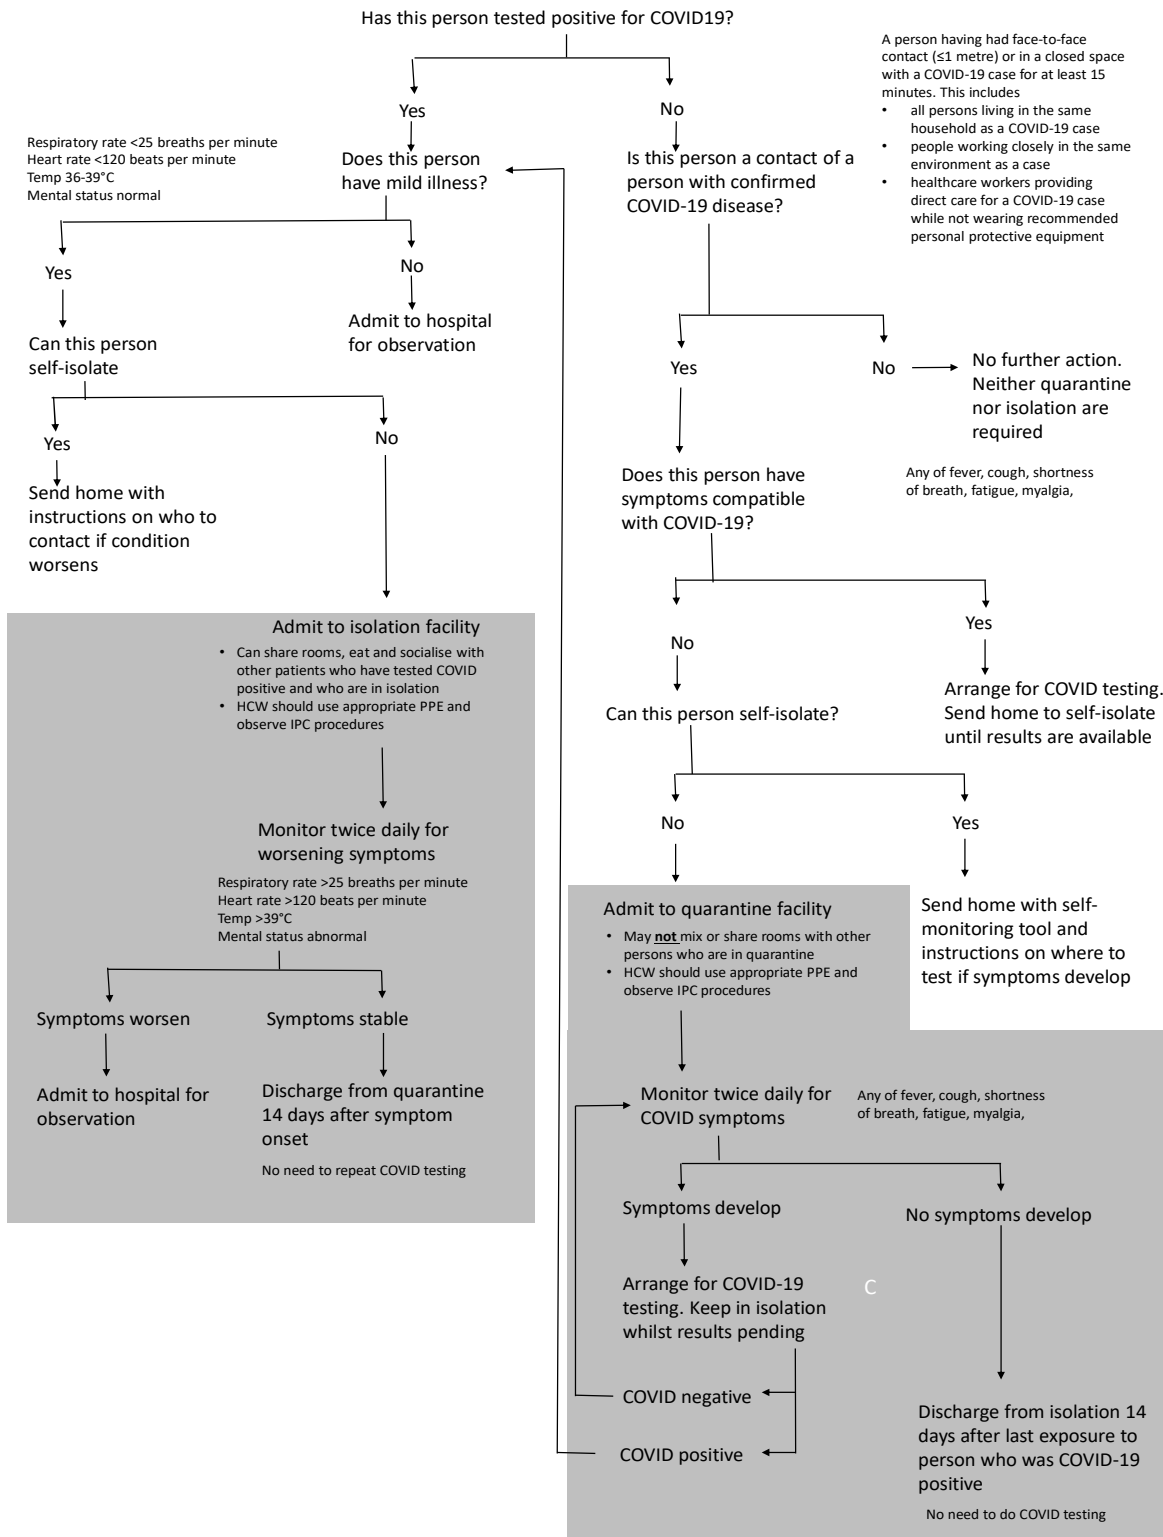 Has this person tested positive for COVID19?
A person having had face-to-face
contact (≤1 metre) or in a closed space
with a COVID-19 case for at least 15
minutes. This includes
• all persons living in the same
household as a COVID-19 case
• people working closely in the same
environment as a case
• healthcare workers providing
direct care for a COVID-19 case
while not wearing recommended
personal protective equipment
Yes
No
Respiratory rate <25 breaths per minute
Heart rate <120 beats per minute
Temp 36-39°C
Mental status normal
Does this person
have mild illness?
Is this person a contact of a
person with confirmed
COVID-19 disease?
Yes
No
Admit to hospital
for observation
Can this person
self-isolate
Yes
No
Send home with
instructions on who to
contact if condition
worsens
Yes
No
No further action.
Neither quarantine
nor isolation are
required
Does this person have
symptoms compatible
with COVID-19?
Any of fever, cough, shortness
of breath, fatigue, myalgia,
No
Yes
Arrange for COVID testing.
Send home to self-isolate
until results are available
Can this person self-isolate?
No
Yes
Send home with self-
monitoring tool and
instructions on where to
test if symptoms develop
Admit to isolation facility
• Can share rooms, eat and socialise with
other patients who have tested COVID
positive and who are in isolation
• HCW should use appropriate PPE and
observe IPC procedures
Monitor twice daily for
worsening symptoms
Respiratory rate >25 breaths per minute
Heart rate >120 beats per minute
Temp >39°C
Mental status abnormal
Symptoms worsen
Symptoms stable
Admit to hospital for
observation
Discharge from quarantine
14 days after symptom
onset
No need to repeat COVID testing
Admit to quarantine facility
• May not mix or share rooms with other
persons who are in quarantine
• HCW should use appropriate PPE and
observe IPC procedures
Monitor twice daily for
COVID symptoms
Any of fever, cough, shortness
of breath, fatigue, myalgia,
Symptoms develop
No symptoms develop
Arrange for COVID-19
testing. Keep in isolation
whilst results pending
C
COVID negative
COVID positive
Discharge from isolation 14
days after last exposure to
person who was COVID-19
positive
No need to do COVID testing